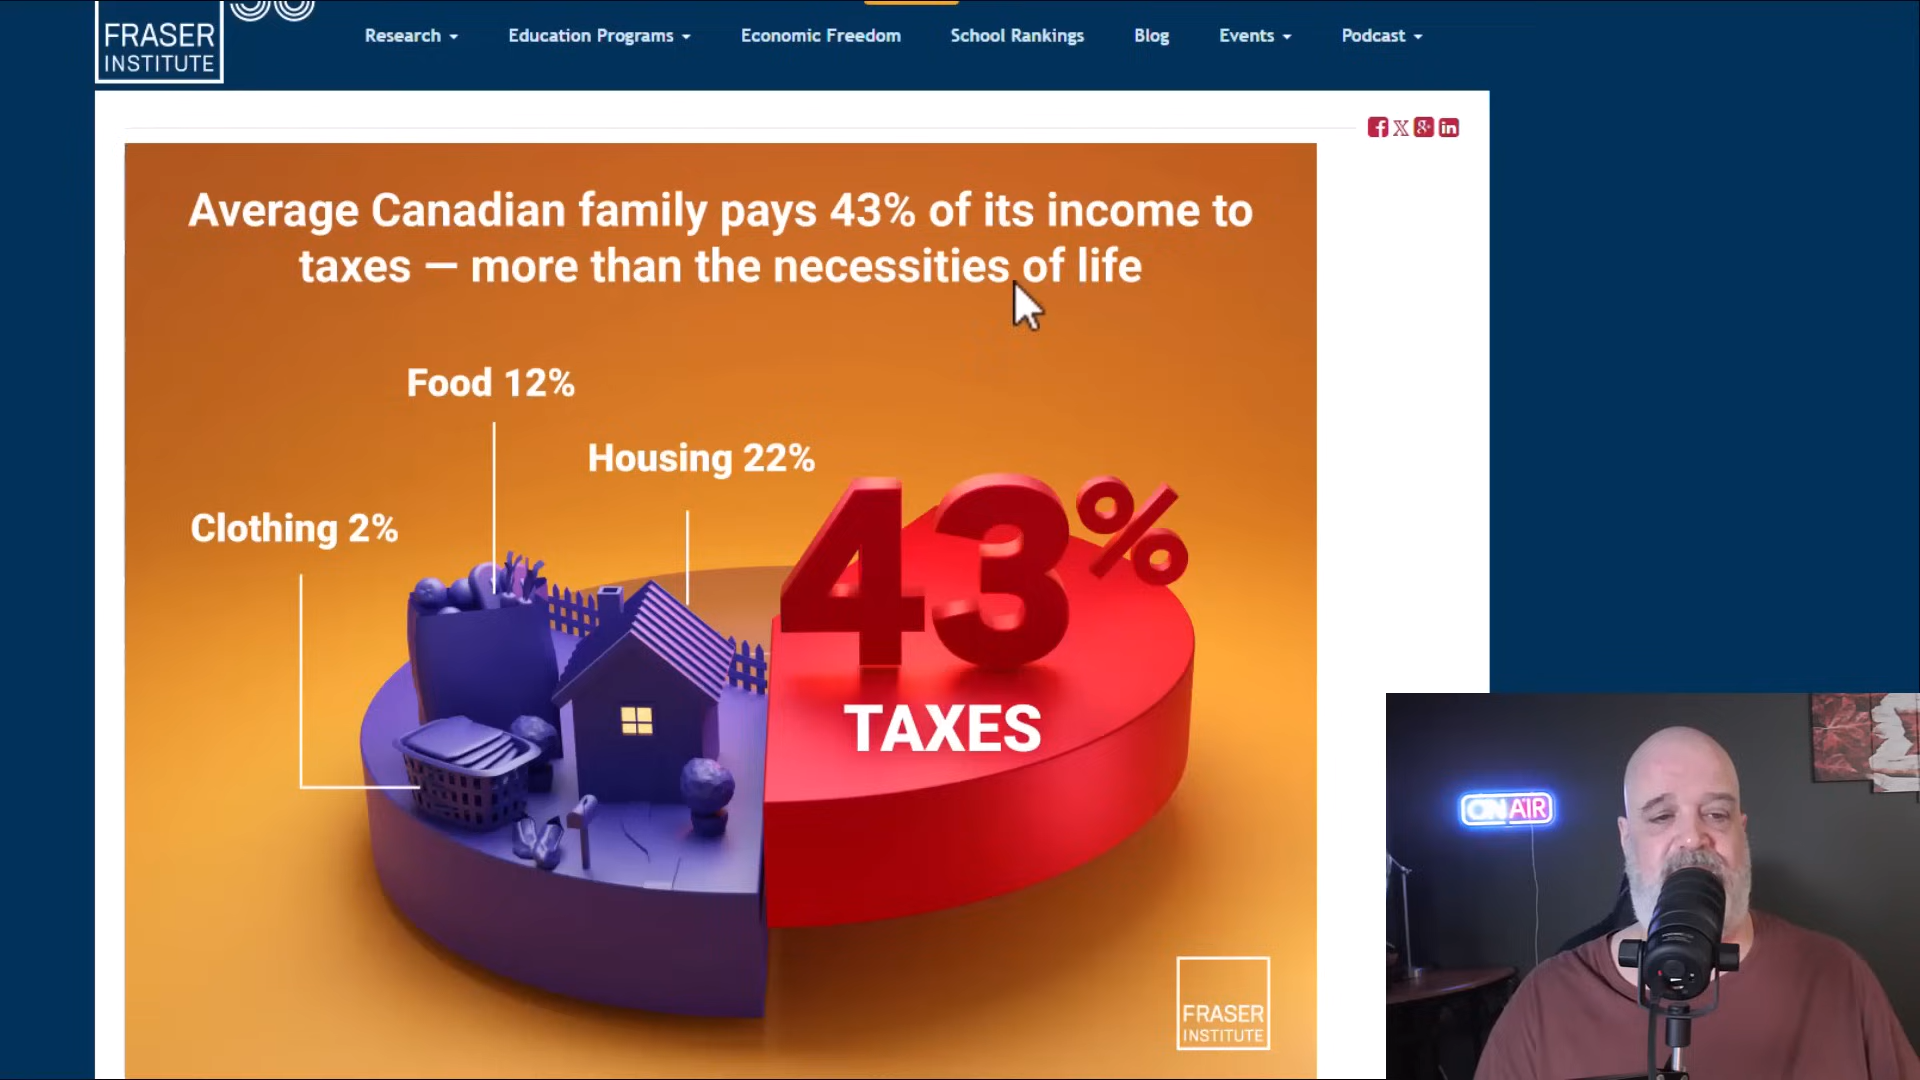 FRASER
INSTITUTE
Research
Education Programs
Economic Freedom
School Rankings
Blog
Events
Podcast
Average Canadian family pays 43% of its income to
taxes — more than the necessities of life
Food 12%
Housing 22%
Clothing 2%
43%
TAXES
ON AIR
FRASER
INSTITUTE